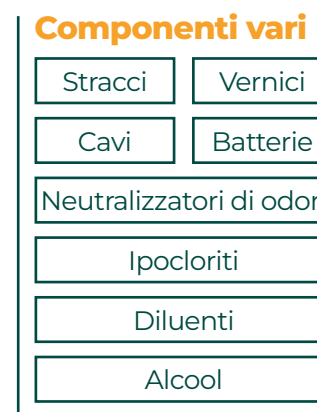 Componenti vari
Stracci Vernici
Cavi Batterie
Neutralizzatori di odor
Ipocloriti
Diluenti
Alcool